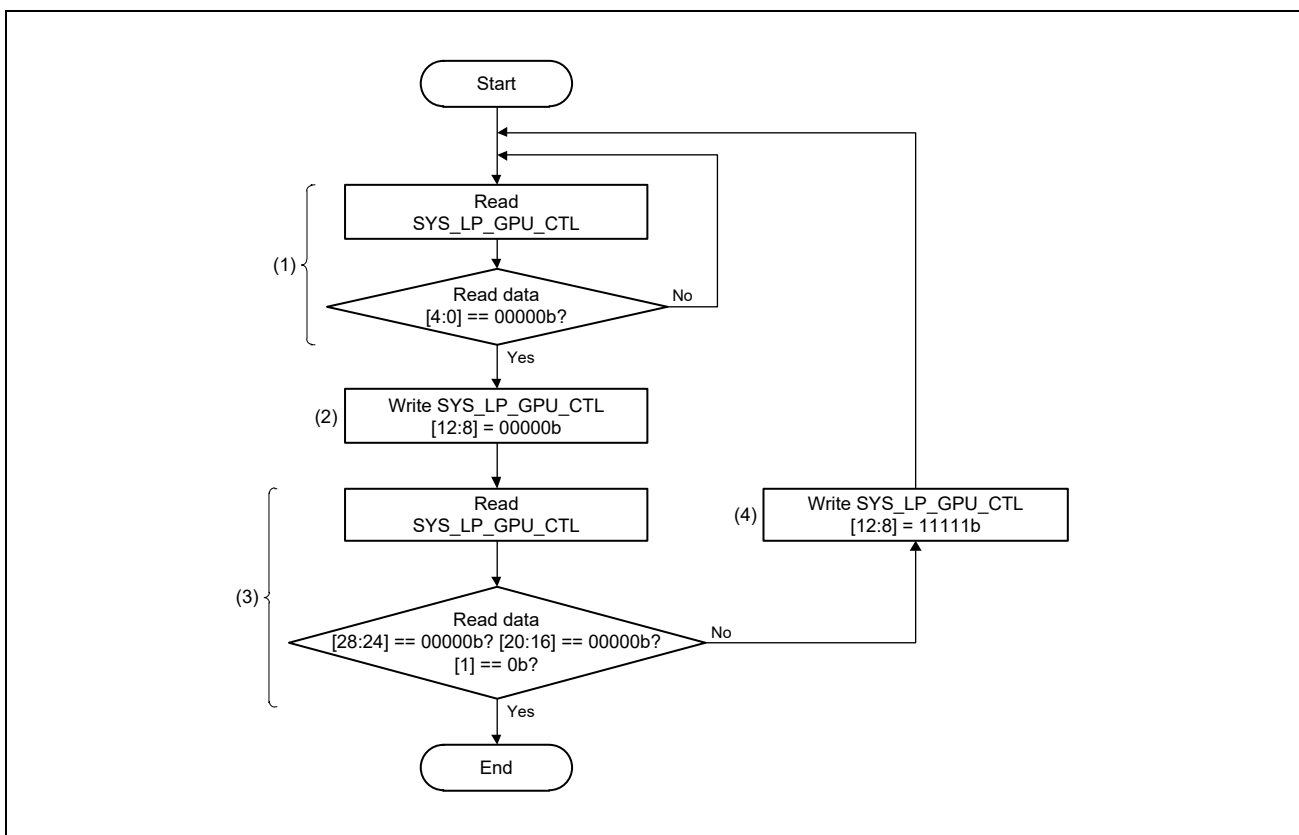 Start
Read
SYS_LP_GPU_CTL
(1)
Read data
[4:0] == 00000b?
No
Yes
(2)
Write SYS_LP_GPU_CTL
[12:8] = 00000b
Read
SYS_LP_GPU_CTL
(4)
Write SYS_LP_GPU_CTL
[12:8] = 11111b
(3)
Read data
[28:24] == 00000b? [20:16] == 00000b?
[1] == 0b?
No
Yes
End